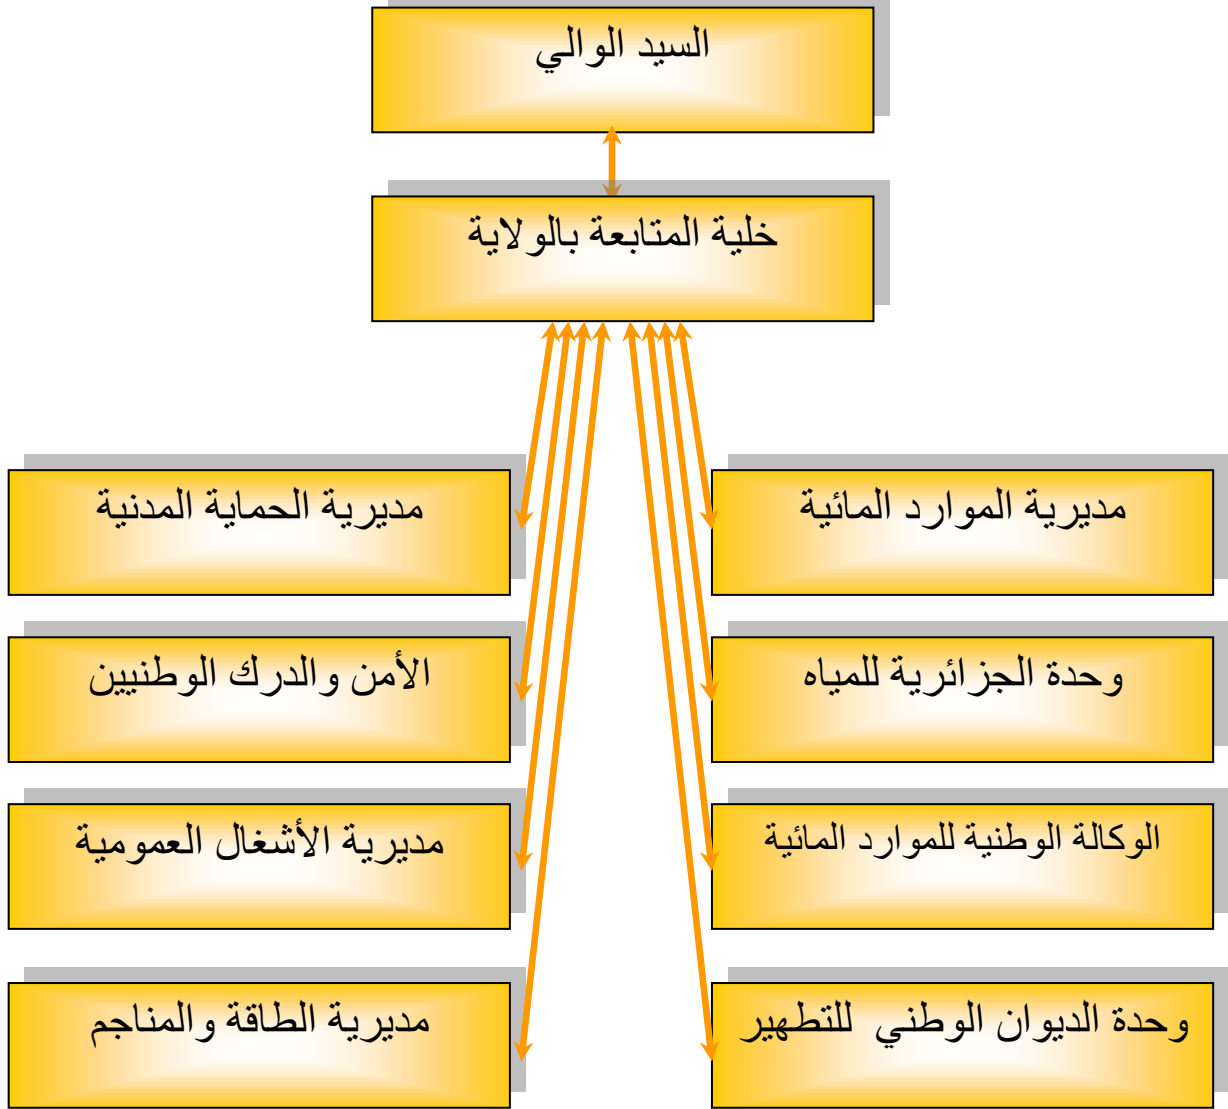 السيد الوالي
خلية المتابعة بالولاية
مديرية الموارد المائية
مديرية الحماية المدنية
وحدة الجزائرية للمياه
الأمن والدرك الوطنيين
الوكالة الوطنية للموارد المائية
مديرية الأشغال العمومية
وحدة الديوان الوطني للتطهير
مديرية الطاقة والمناجم